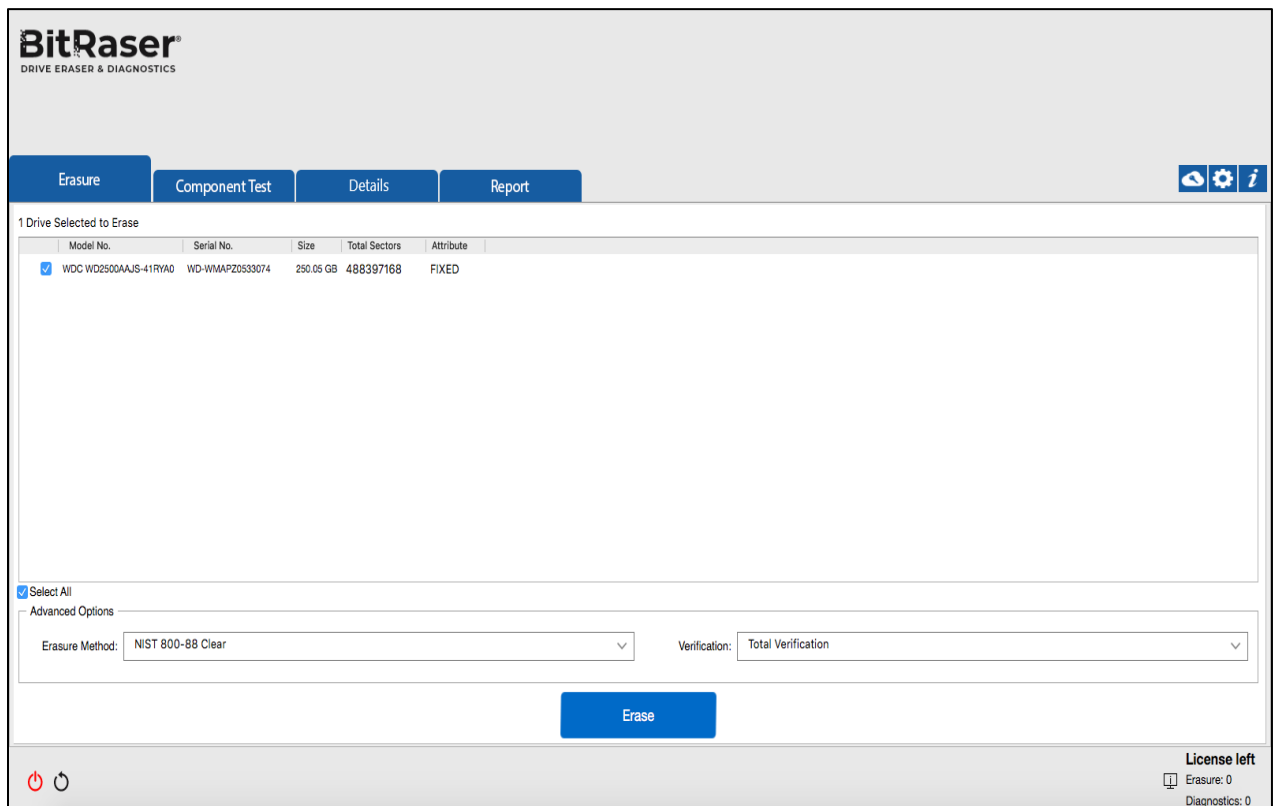 BitRaser®
DRIVE ERASER & DIAGNOSTICS
Erasure Component Test Details Report
1 Drive Selected to Erase
Model No. Serial No. Size Total Sectors Attribute
WDC WD2500AAJS-41RYA0 WD-WMAPZ0533074 250.05 GB 488397168 FIXED
Select All
Advanced Options
Erasure Method: NIST 800-88 Clear Verification: Total Verification
Erase
License left
Erasure: 0
Diagnostics: 0